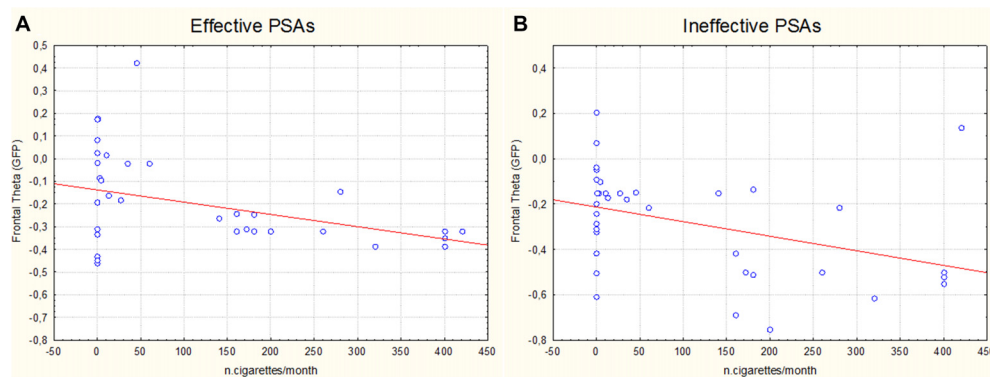 A
Effective PSAs
0,5
0,4
0,3
0,2
0,1
0,0
-0,1
-0,2
-0,3
-0,4
-0,5
-0,6
-0,7
-0,8
Frontal Theta (GFP)
-50 0 50 100 150 200 250 300 350 400 450
n.cigarettes/month
B
Ineffective PSAs
0,4
0,2
0,0
-0,2
-0,4
-0,6
-0,8
Frontal Theta (GFP)
-50 0 50 100 150 200 250 300 350 400 450
n.cigarettes/month